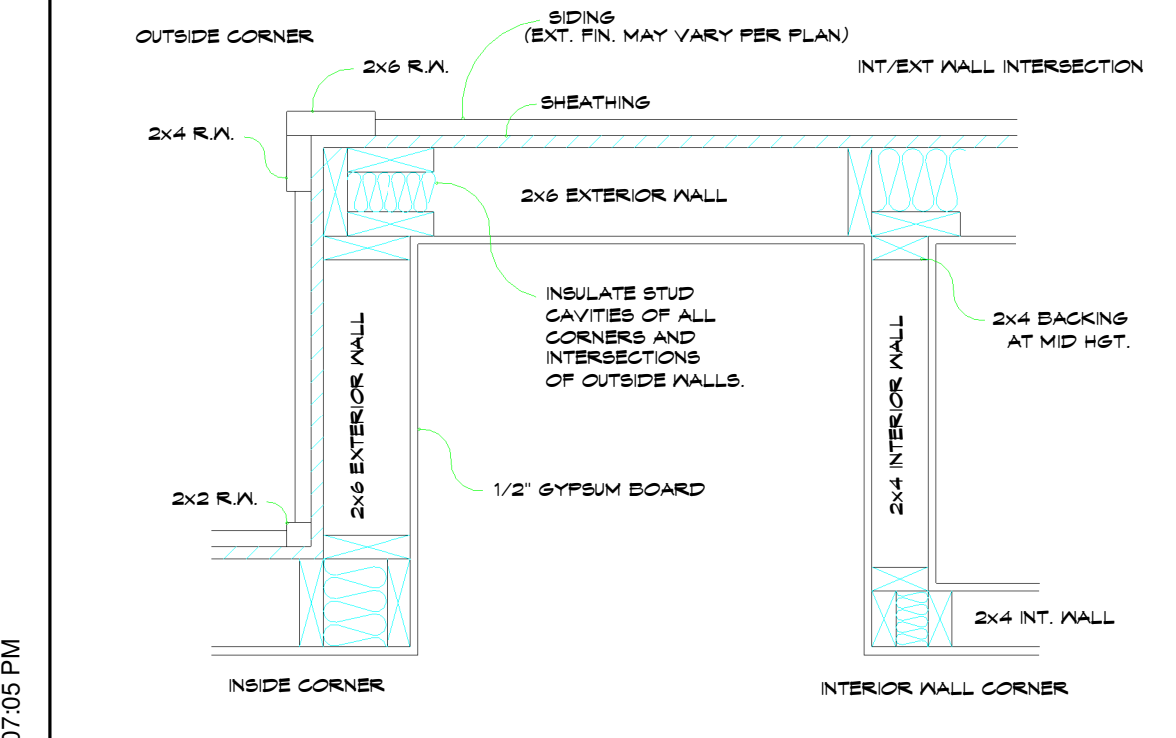 OUTSIDE CORNER
SIDING
(EXT. FIN. MAY VARY PER PLAN)
2x6 R.W.
INT/EXT WALL INTERSECTION
SHEATHING
2x4 R.W.
2x6 EXTERIOR WALL
INSULATE STUD
CAVITIES OF ALL
CORNERS AND
INTERSECTIONS
OF OUTSIDE WALLS.
2x4 BACKING
AT MID HGT.
2x6 EXTERIOR WALL
2x4 INTERIOR WALL
1/2" GYPSUM BOARD
2x2 R.W.
2x4 INT. WALL
INSIDE CORNER
INTERIOR WALL CORNER
07:05 PM